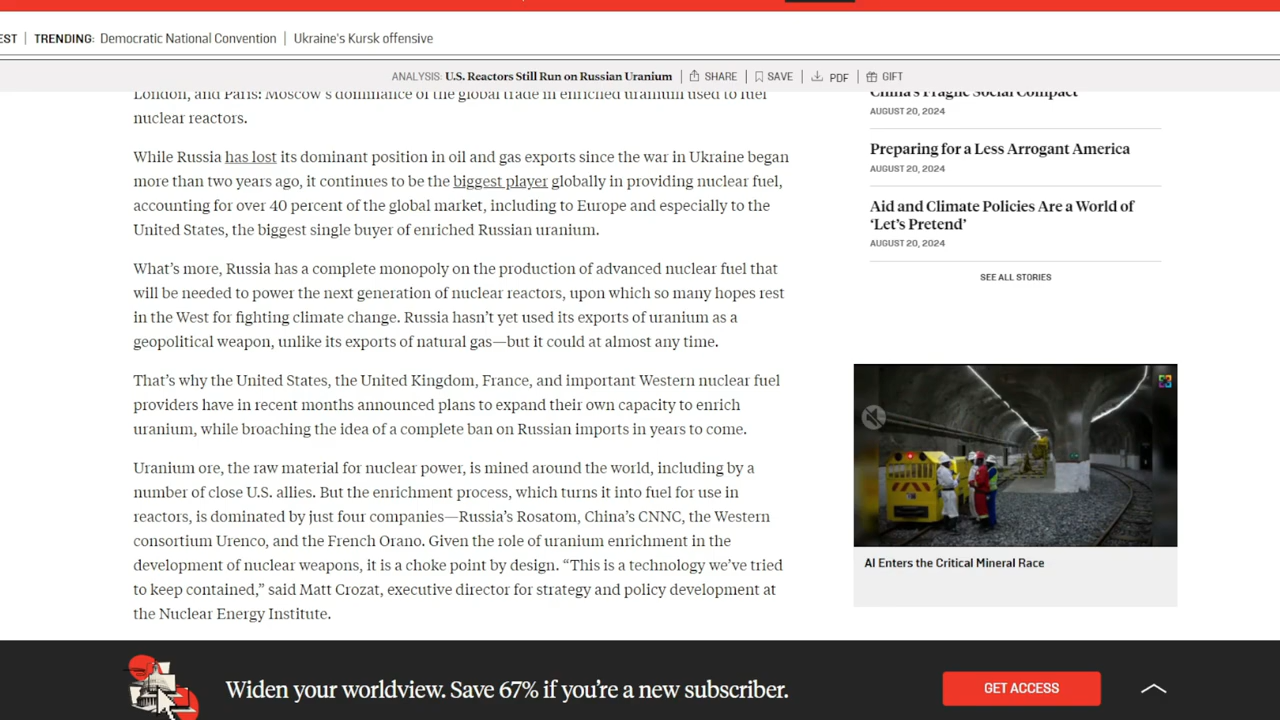 EST | TRENDING: Democratic National Convention | Ukraine's Kursk offensive
ANALYSIS: U.S. Reactors Still Run on Russian Uranium | SHARE | SAVE | PDF | GIFT
London, and Paris: Moscow's dominance of the global trade in enriched uranium used to fuel
nuclear reactors.
While Russia has lost its dominant position in oil and gas exports since the war in Ukraine began
more than two years ago, it continues to be the biggest player globally in providing nuclear fuel,
accounting for over 40 percent of the global market, including to Europe and especially to the
United States, the biggest single buyer of enriched Russian uranium.
What's more, Russia has a complete monopoly on the production of advanced nuclear fuel that
will be needed to power the next generation of nuclear reactors, upon which so many hopes rest
in the West for fighting climate change. Russia hasn't yet used its exports of uranium as a
geopolitical weapon, unlike its exports of natural gas—but it could at almost any time.
That's why the United States, the United Kingdom, France, and important Western nuclear fuel
providers have in recent months announced plans to expand their own capacity to enrich
uranium, while broaching the idea of a complete ban on Russian imports in years to come.
Uranium ore, the raw material for nuclear power, is mined around the world, including by a
number of close U.S. allies. But the enrichment process, which turns it into fuel for use in
reactors, is dominated by just four companies—Russia's Rosatom, China's CNNC, the Western
consortium Urenco, and the French Orano. Given the role of uranium enrichment in the
development of nuclear weapons, it is a choke point by design. “This is a technology we've tried
to keep contained,” said Matt Crozat, executive director for strategy and policy development at
the Nuclear Energy Institute.
China's Fragile Social Compact
AUGUST 20, 2024
Preparing for a Less Arrogant America
AUGUST 20, 2024
Aid and Climate Policies Are a World of
‘Let's Pretend’
AUGUST 20, 2024
SEE ALL STORIES
AI Enters the Critical Mineral Race
Widen your worldview. Save 67% if you're a new subscriber.
GET ACCESS